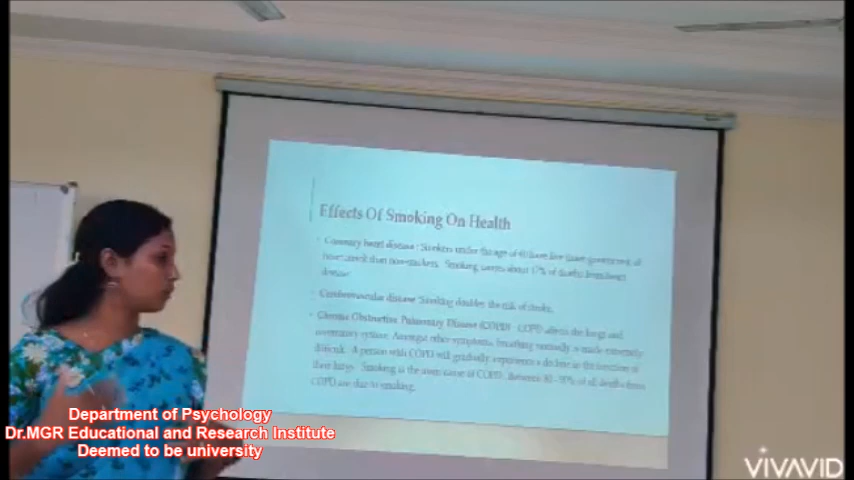 Effects Of Smoking On Health
Coronary heart disease : Smokers under the age of 40 have five times greater risk of
heart attack than non-smokers. Smoking causes about 17% of deaths from heart
disease
Cerebrovascular disease Smoking doubles the risk of stroke.
Chronic Obstructive Pulmonary Disease (COPD) COPD affects the lungs and
respiratory system. Amongst other symptoms, breathing normally is made extremely
difficult. A person with COPD will gradually experience a decline in the function of
their lungs. Smoking is the main cause of COPD. Between 80 - 90% of all deaths from
COPD are due to smoking.
Department of Psychology
Dr.MGR Educational and Research Institute
Deemed to be university
VIVAVID